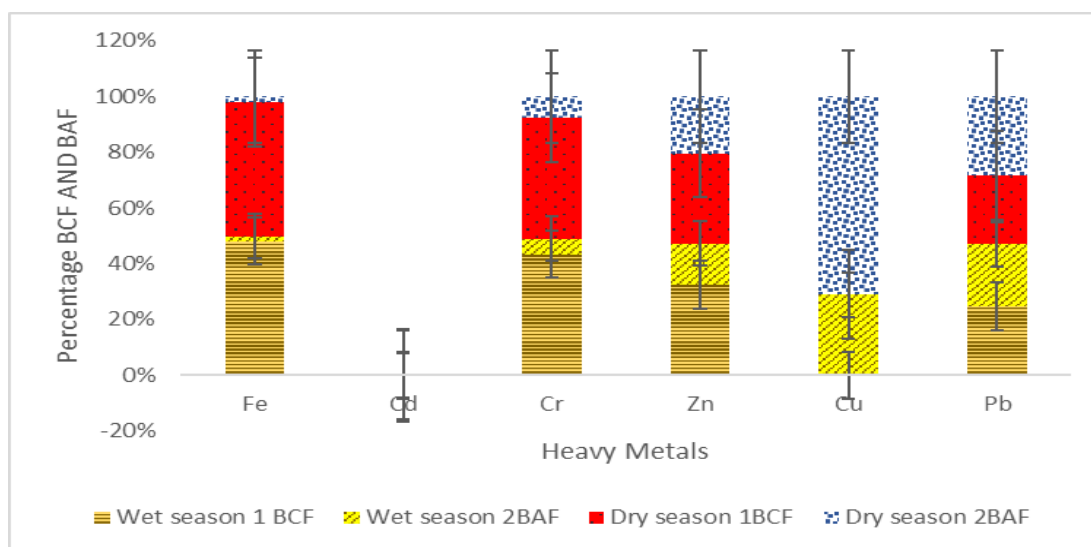 Percentage BCF AND BAF
120%
100%
80%
60%
40%
20%
0%
-20%
Fe Cd Cr Zn Cu Pb
Heavy Metals
Wet season 1 BCF Wet season 2BAF Dry season 1BCF Dry season 2BAF